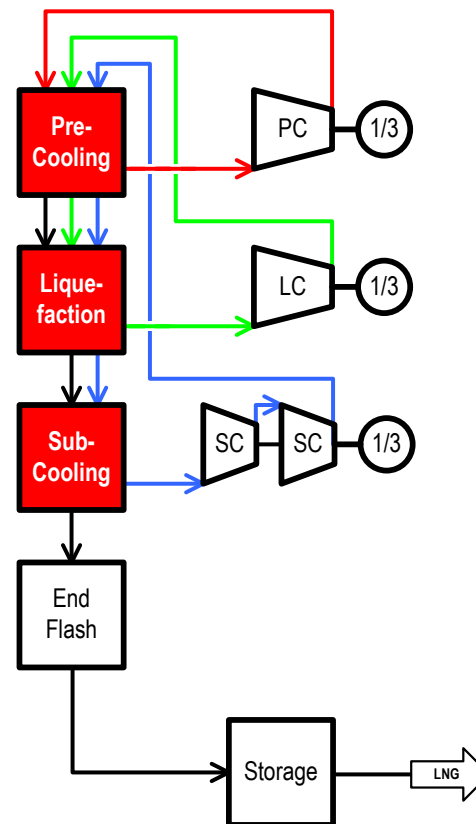 Pre-
Cooling
PC
1/3
Lique-
faction
LC
1/3
Sub-
Cooling
SC
SC
1/3
End
Flash
Storage
LNG